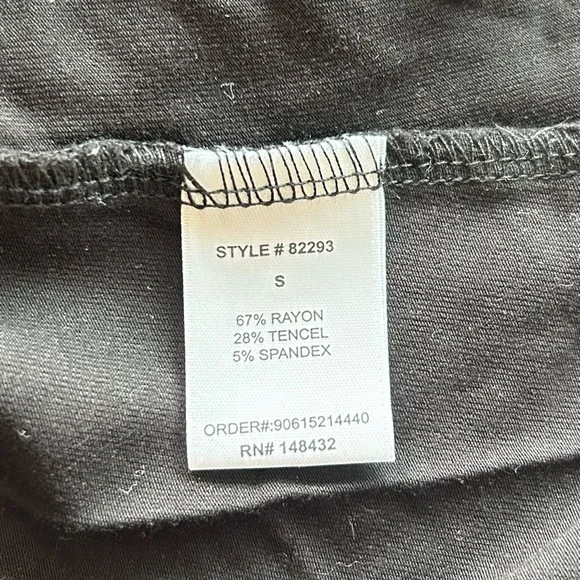 STYLE # 82293
S
67% RAYON
28% TENCEL
5% SPANDEX
ORDER#:90615214440
RN# 148432